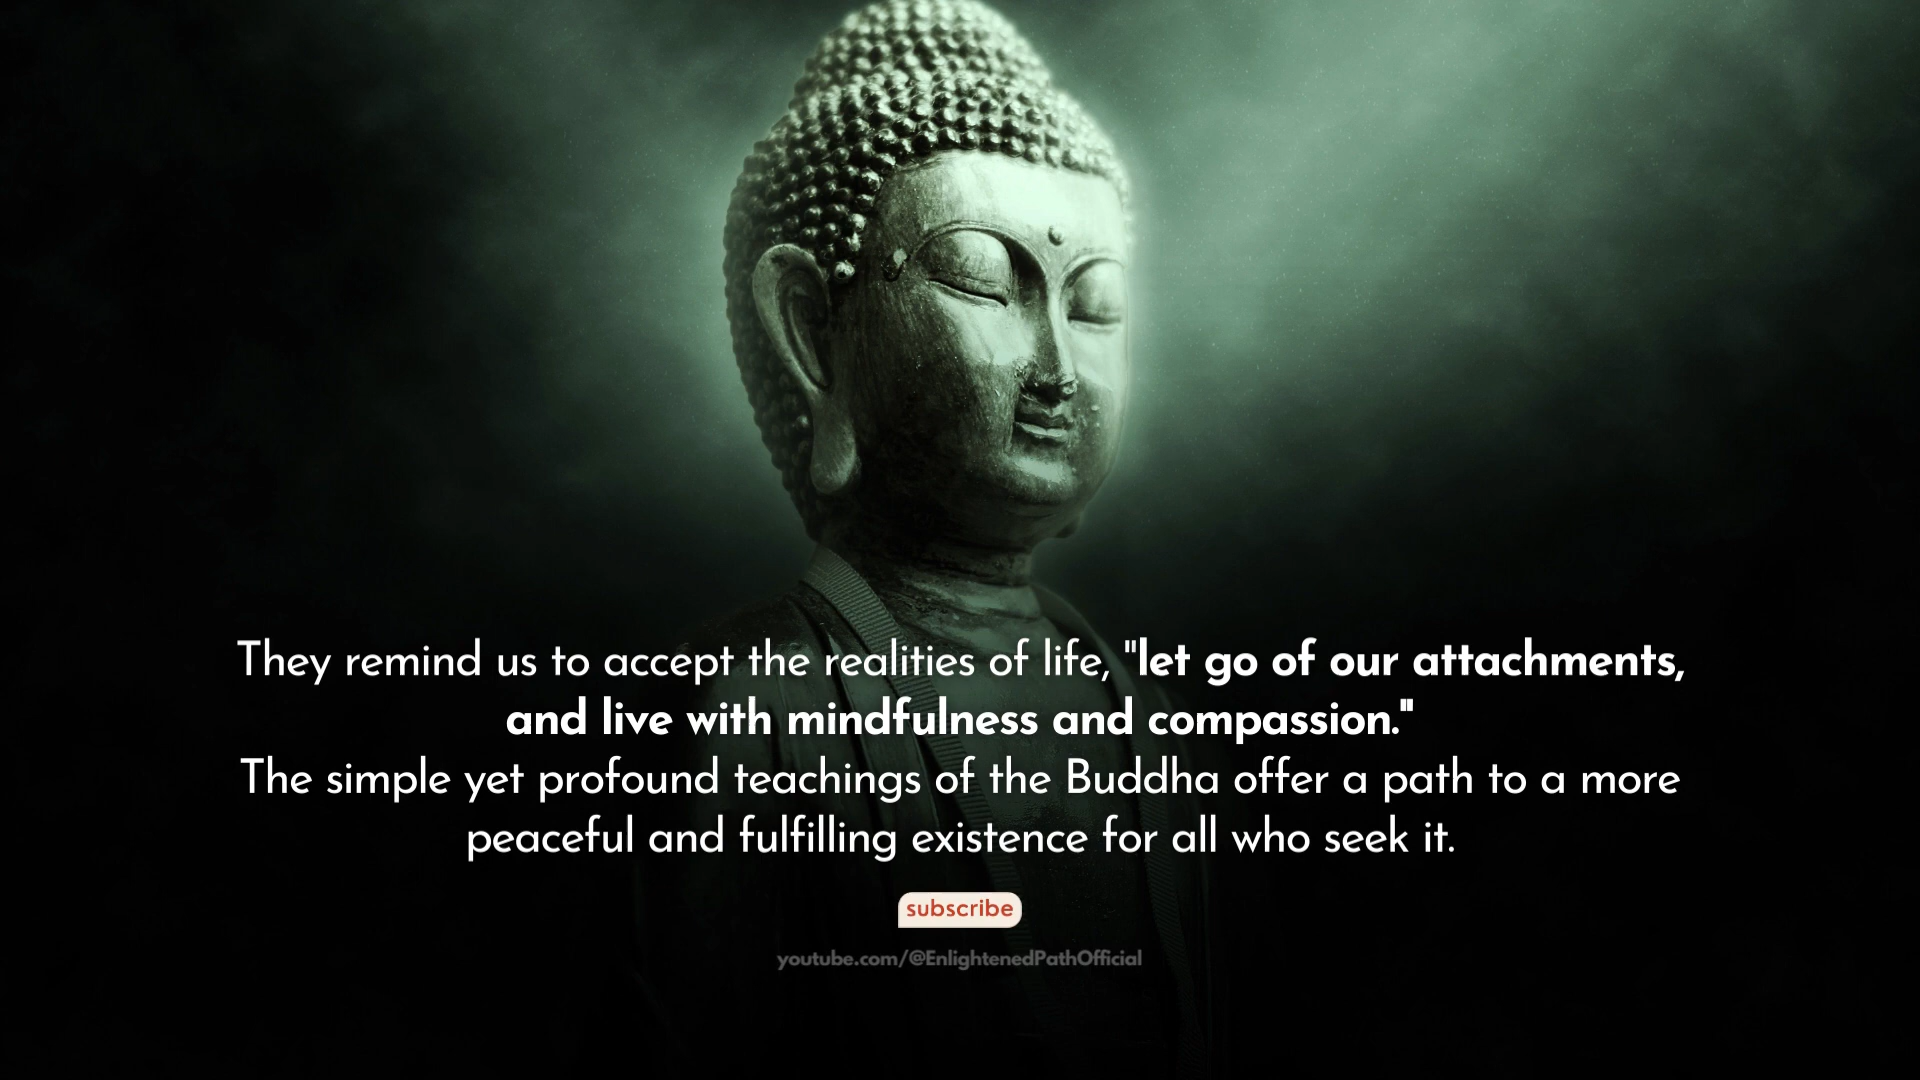 They remind us to accept the realities of life, "let go of our attachments,
and live with mindfulness and compassion."
The simple yet profound teachings of the Buddha offer a path to a more
peaceful and fulfilling existence for all who seek it.
subscribe
youtube.com/@EnlightenedPathOfficial